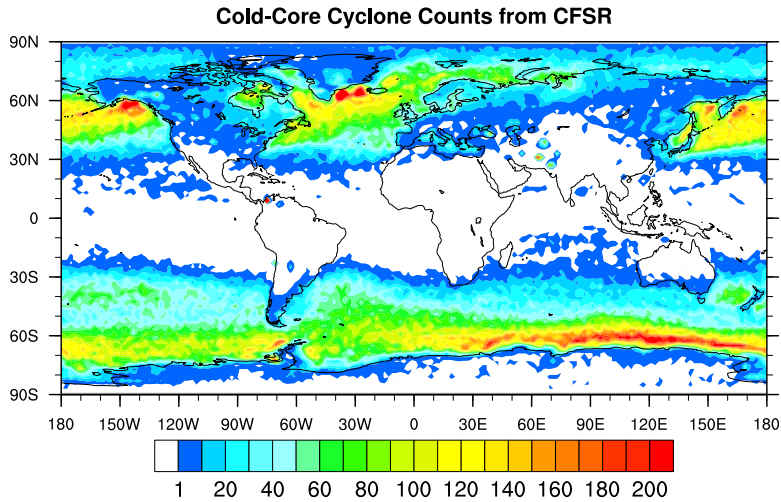 Cold-Core Cyclone Counts from CFSR
90N
60N
30N
0
30S
60S
90S
180 150W 120W 90W 60W 30W 0 30E 60E 90E 120E 150E 180
1 20 40 60 80 100 120 140 160 180 200